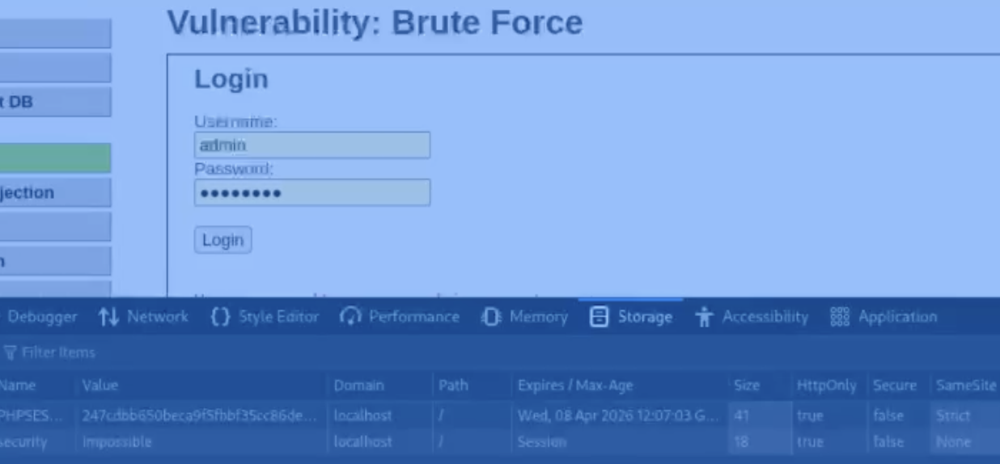 Vulnerability: Brute Force
Login
t DB
Username:
admin
Password:
jection
••••••••
Login
n
Debugger Network {} Style Editor Performance Memory Storage Accessibility Application
Filter Items
Name Value Domain Path Expires / Max-Age Size HttpOnly Secure SameSite
PHPSES... 247cdbb650beca9f5fbbf35cc86de... localhost / Wed, 08 Apr 2026 12:07:03 G... 41 true false Strict
security impossible localhost / Session 18 true false None